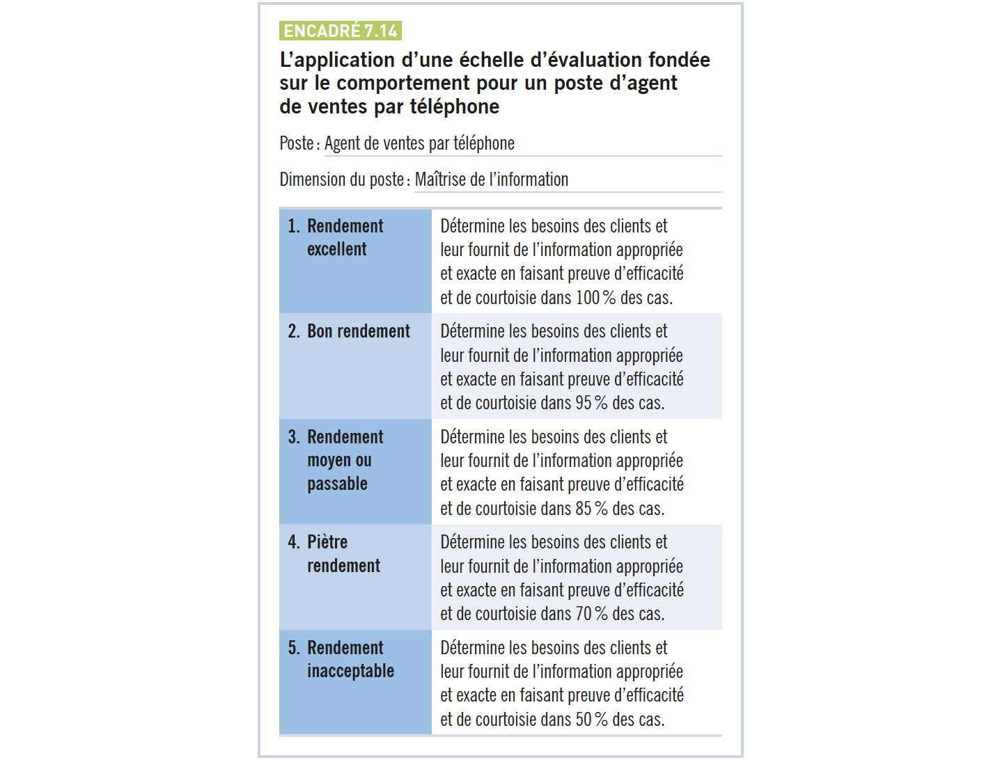 ENCADRÉ 7.14
L’application d’une échelle d’évaluation fondée
sur le comportement pour un poste d’agent
de ventes par téléphone
Poste : Agent de ventes par téléphone
Dimension du poste : Maîtrise de l’information
1. Rendement
excellent
Détermine les besoins des clients et
leur fournit de l’information appropriée
et exacte en faisant preuve d’efficacité
et de courtoisie dans 100 % des cas.
2. Bon rendement
Détermine les besoins des clients et
leur fournit de l’information appropriée
et exacte en faisant preuve d’efficacité
et de courtoisie dans 95 % des cas.
3. Rendement
moyen ou
passable
Détermine les besoins des clients et
leur fournit de l’information appropriée
et exacte en faisant preuve d’efficacité
et de courtoisie dans 85 % des cas.
4. Piètre
rendement
Détermine les besoins des clients et
leur fournit de l’information appropriée
et exacte en faisant preuve d’efficacité
et de courtoisie dans 70 % des cas.
5. Rendement
inacceptable
Détermine les besoins des clients et
leur fournit de l’information appropriée
et exacte en faisant preuve d’efficacité
et de courtoisie dans 50 % des cas.